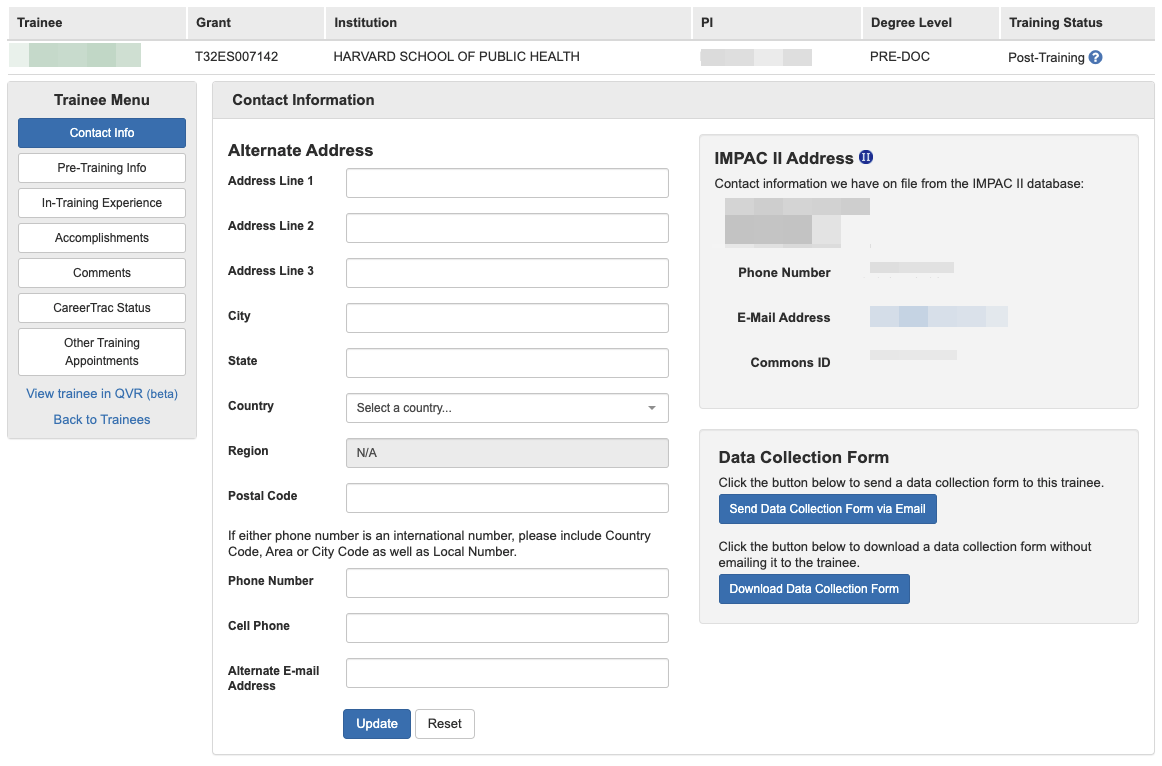 Trainee Grant Institution PI Degree Level Training Status
T32ES007142 HARVARD SCHOOL OF PUBLIC HEALTH PRE-DOC Post-Training ?
Trainee Menu
Contact Info
Pre-Training Info
In-Training Experience
Accomplishments
Comments
CareerTrac Status
Other Training
Appointments
View trainee in QVR (beta)
Back to Trainees
Contact Information
Alternate Address
Address Line 1
Address Line 2
Address Line 3
City
State
Country Select a country...
Region N/A
Postal Code
If either phone number is an international number, please include Country
Code, Area or City Code as well as Local Number.
Phone Number
Cell Phone
Alternate E-mail
Address
Update Reset
IMPAC II Address II
Contact information we have on file from the IMPAC II database:
Phone Number
E-Mail Address
Commons ID
Data Collection Form
Click the button below to send a data collection form to this trainee.
Send Data Collection Form via Email
Click the button below to download a data collection form without
emailing it to the trainee.
Download Data Collection Form